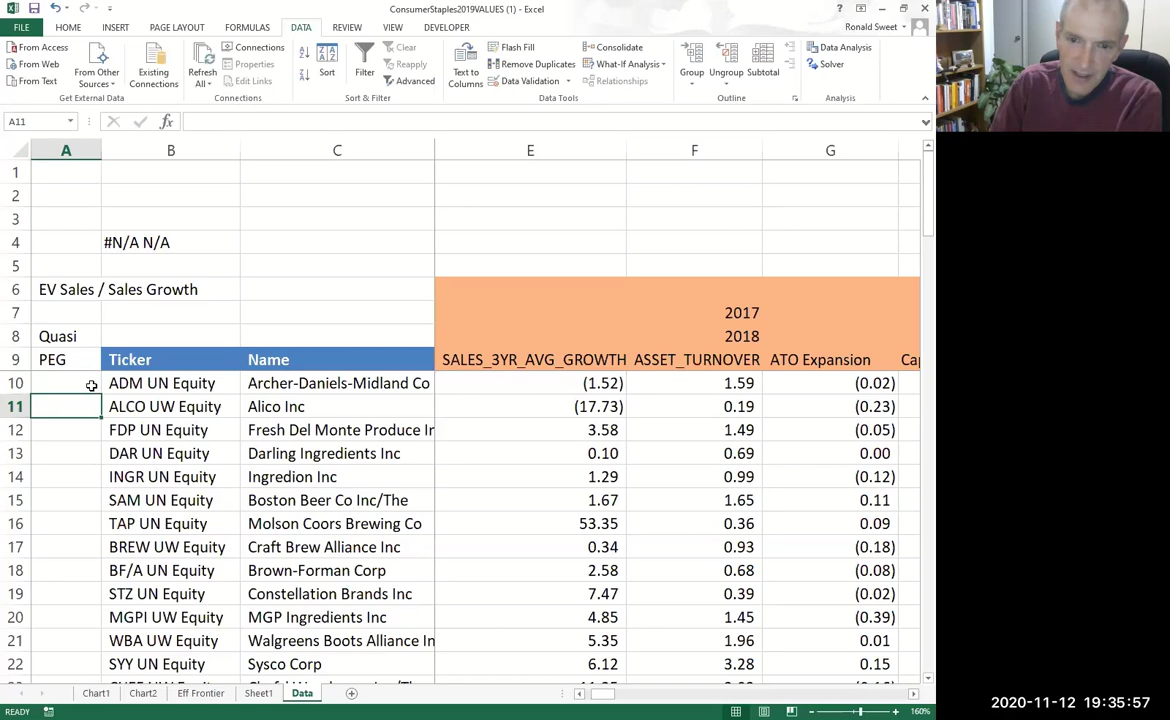 ConsumerStaples2019VALUES (1) - Excel
FILE HOME INSERT PAGE LAYOUT FORMULAS DATA REVIEW VIEW DEVELOPER Ronald Sweet
From Access
From Web
From Text
From Other Sources
Existing Connections
Get External Data
Refresh All
Connections
Properties
Edit Links
Connections
Sort
Filter
Clear
Reapply
Advanced
Sort & Filter
Text to Columns
Flash Fill
Remove Duplicates
Data Validation
Consolidate
What-If Analysis
Relationships
Data Tools
Group
Ungroup
Subtotal
Outline
Data Analysis
Solver
Analysis
A11
A B C E F G
1
2
3
4 #N/A N/A
5
6 EV Sales / Sales Growth
7 2017
8 Quasi 2018
9 PEG Ticker Name SALES_3YR_AVG_GROWTH ASSET_TURNOVER ATO Expansion Cap
10 ADM UN Equity Archer-Daniels-Midland Co (1.52) 1.59 (0.02)
11 ALCO UW Equity Alico Inc (17.73) 0.19 (0.23)
12 FDP UN Equity Fresh Del Monte Produce Ir 3.58 1.49 (0.05)
13 DAR UN Equity Darling Ingredients Inc 0.10 0.69 0.00
14 INGR UN Equity Ingredion Inc 1.29 0.99 (0.12)
15 SAM UN Equity Boston Beer Co Inc/The 1.67 1.65 0.11
16 TAP UN Equity Molson Coors Brewing Co 53.35 0.36 0.09
17 BREW UW Equity Craft Brew Alliance Inc 0.34 0.93 (0.18)
18 BF/A UN Equity Brown-Forman Corp 2.58 0.68 (0.08)
19 STZ UN Equity Constellation Brands Inc 7.47 0.39 (0.02)
20 MGPI UW Equity MGP Ingredients Inc 4.85 1.45 (0.39)
21 WBA UW Equity Walgreens Boots Alliance In 5.35 1.96 0.01
22 SYY UN Equity Sysco Corp 6.12 3.28 0.15
Chart1 Chart2 Eff Frontier Sheet1 Data
READY 160%
2020-11-12 19:35:57